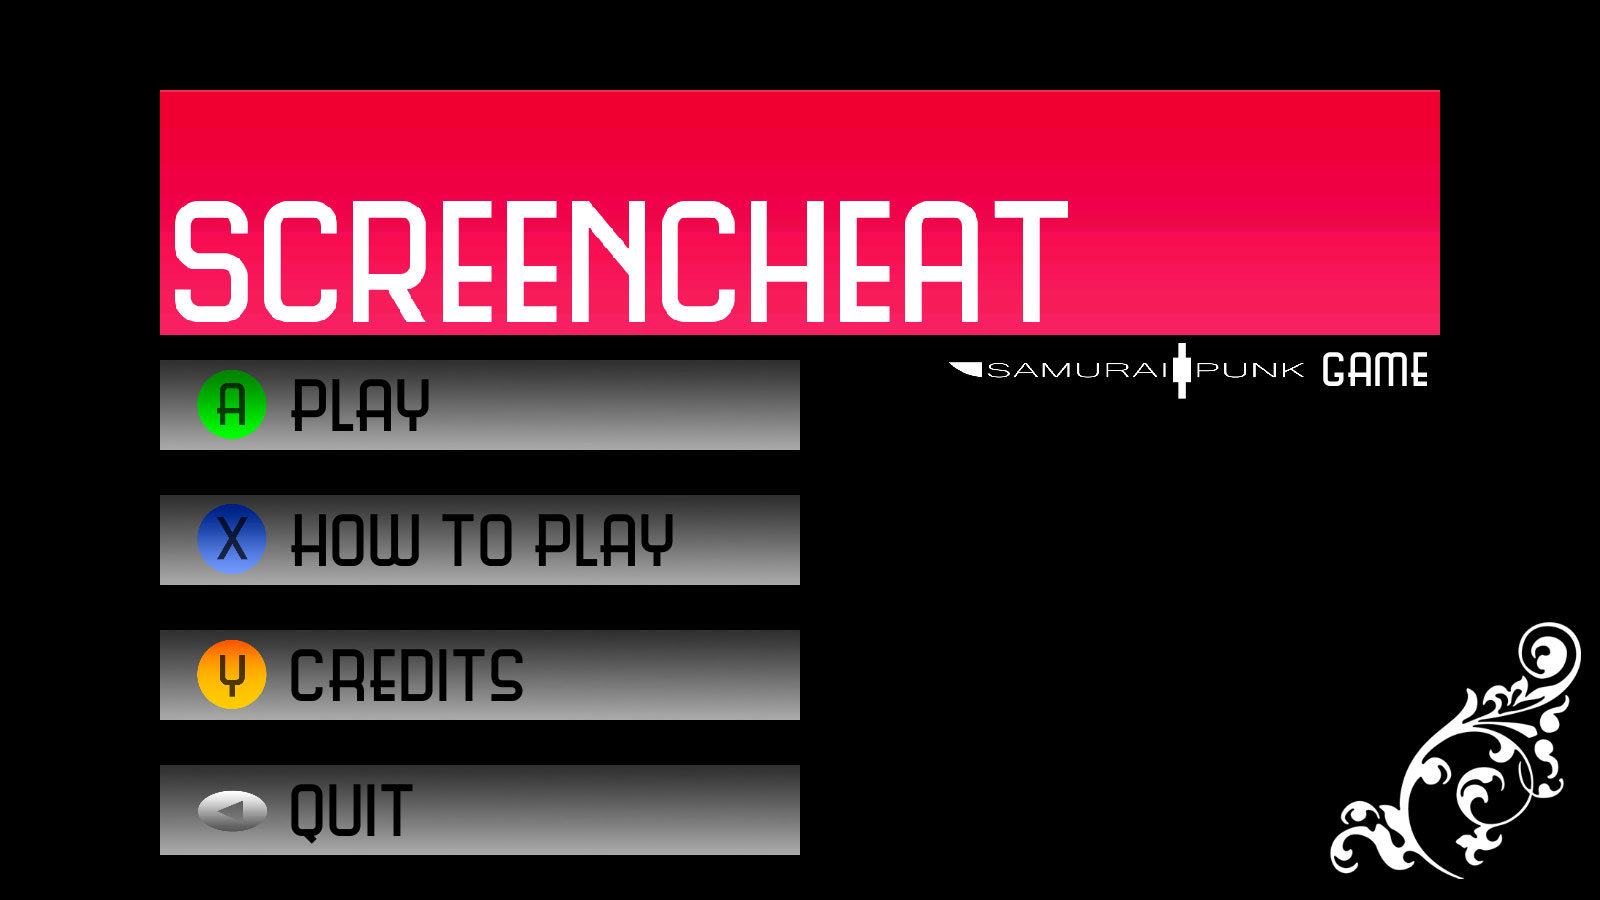 SCREENCHEAT
SAMURAI PUNK GAME
A PLAY
X HOW TO PLAY
Y CREDITS
QUIT